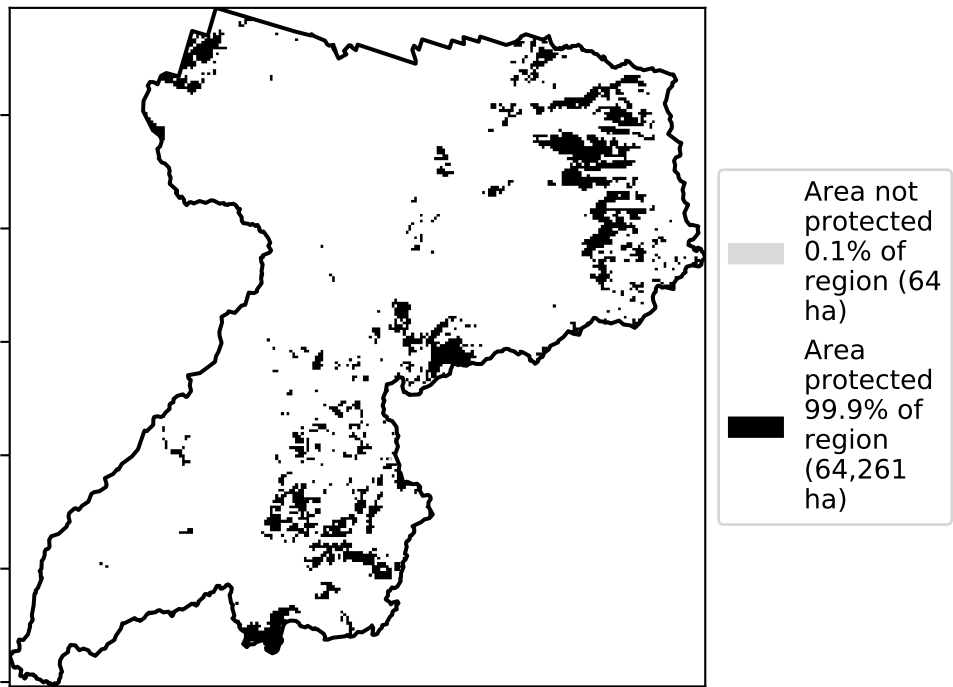 Area not
protected
0.1% of
region (64
ha)
Area
protected
99.9% of
region
(64,261
ha)